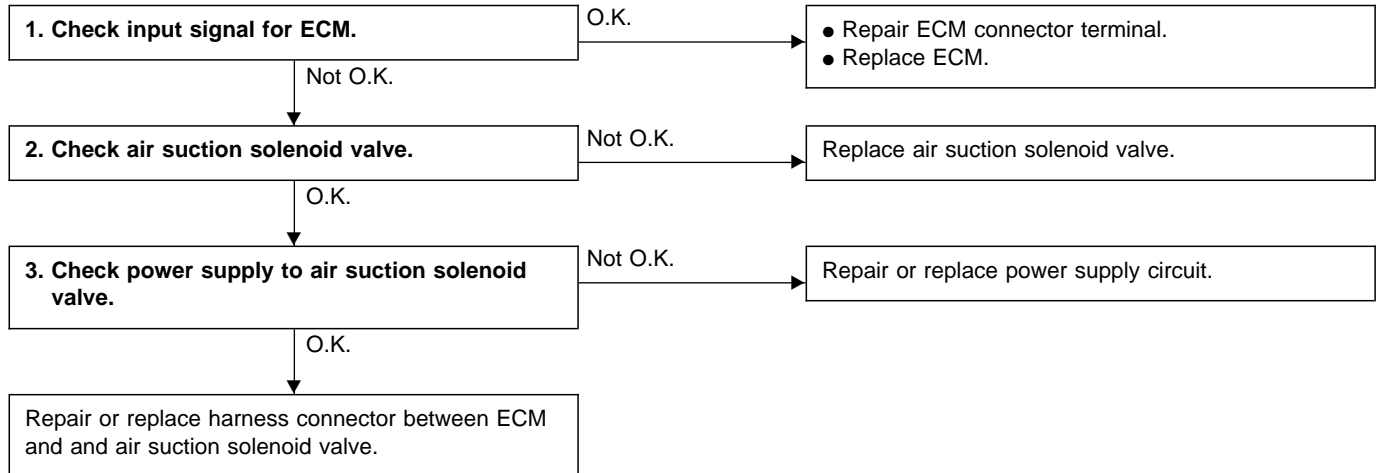 1. Check input signal for ECM.
O.K.
● Repair ECM connector terminal.
● Replace ECM.
Not O.K.
2. Check air suction solenoid valve.
Not O.K.
Replace air suction solenoid valve.
O.K.
3. Check power supply to air suction solenoid
valve.
Not O.K.
Repair or replace power supply circuit.
O.K.
Repair or replace harness connector between ECM
and and air suction solenoid valve.